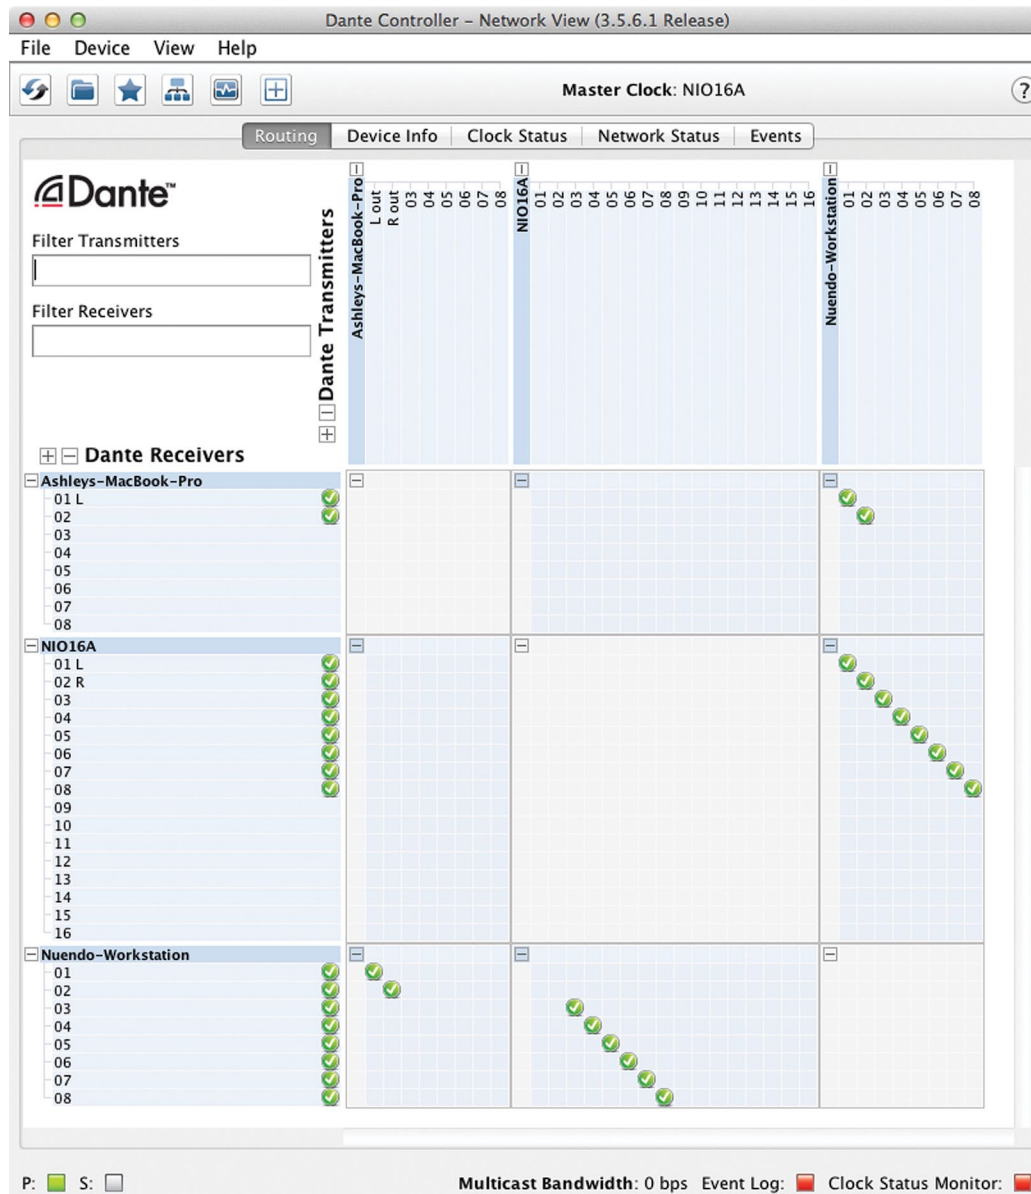 Dante Controller – Network View (3.5.6.1 Release)
File Device View Help
Master Clock: NIO16A
?
Routing Device Info Clock Status Network Status Events
Dante™
Filter Transmitters
Filter Receivers
Dante Transmitters
Ashleys-MacBook-Pro
L out
R out
03
04
05
06
07
08
NIO16A
01
02
03
04
05
06
07
08
09
10
11
12
13
14
15
16
Nuendo-Workstation
01
02
03
04
05
06
07
08
Dante Receivers
Ashleys-MacBook-Pro
01 L
02
03
04
05
06
07
08
NIO16A
01 L
02 R
03
04
05
06
07
08
09
10
11
12
13
14
15
16
Nuendo-Workstation
01
02
03
04
05
06
07
08
P: S: Multicast Bandwidth: 0 bps Event Log: Clock Status Monitor: